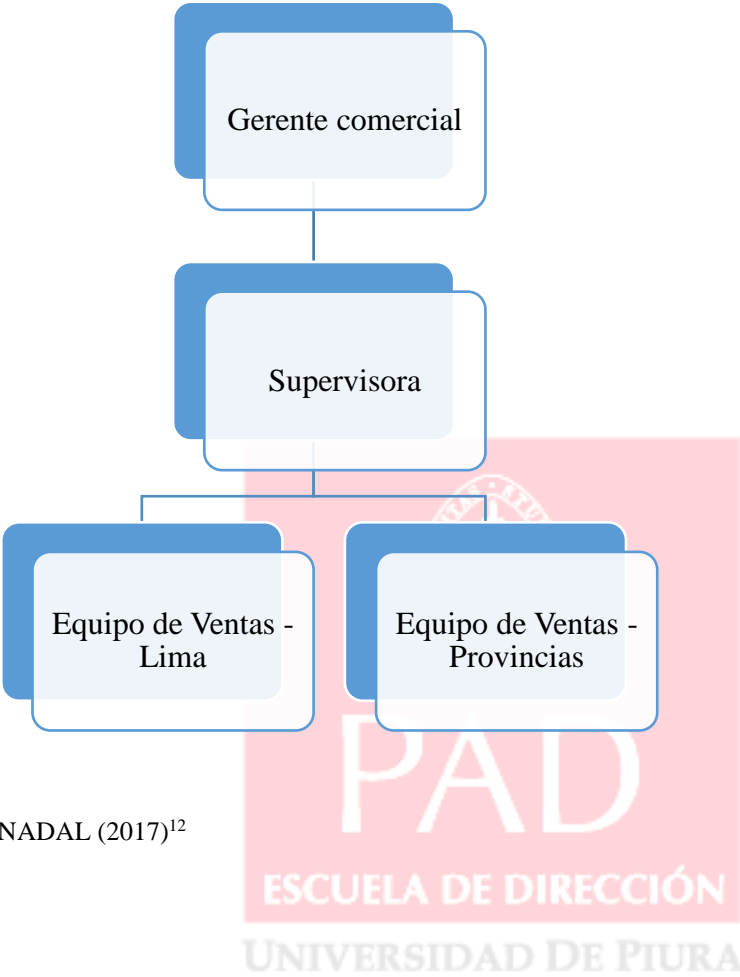 Gerente comercial
Supervisora
Equipo de Ventas -
Lima
Equipo de Ventas -
Provincias
PAD
NADAL (2017)12
ESCUELA DE DIRECCIÓN
UNIVERSIDAD DE PIURA